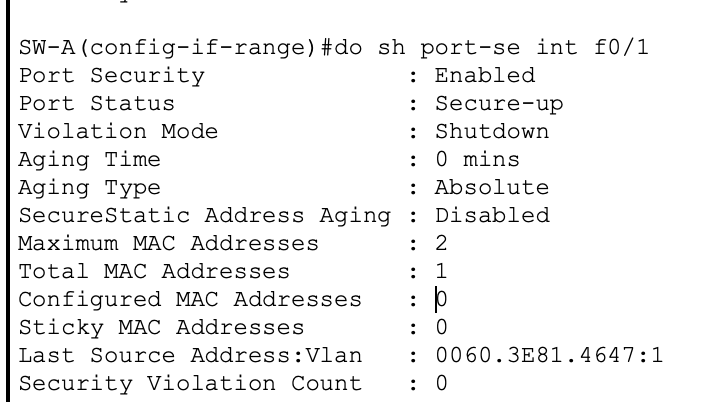 SW-A(config-if-range)#do sh port-se int f0/1
Port Security : Enabled
Port Status : Secure-up
Violation Mode : Shutdown
Aging Time : 0 mins
Aging Type : Absolute
SecureStatic Address Aging : Disabled
Maximum MAC Addresses : 2
Total MAC Addresses : 1
Configured MAC Addresses : 0
Sticky MAC Addresses : 0
Last Source Address:Vlan : 0060.3E81.4647:1
Security Violation Count : 0